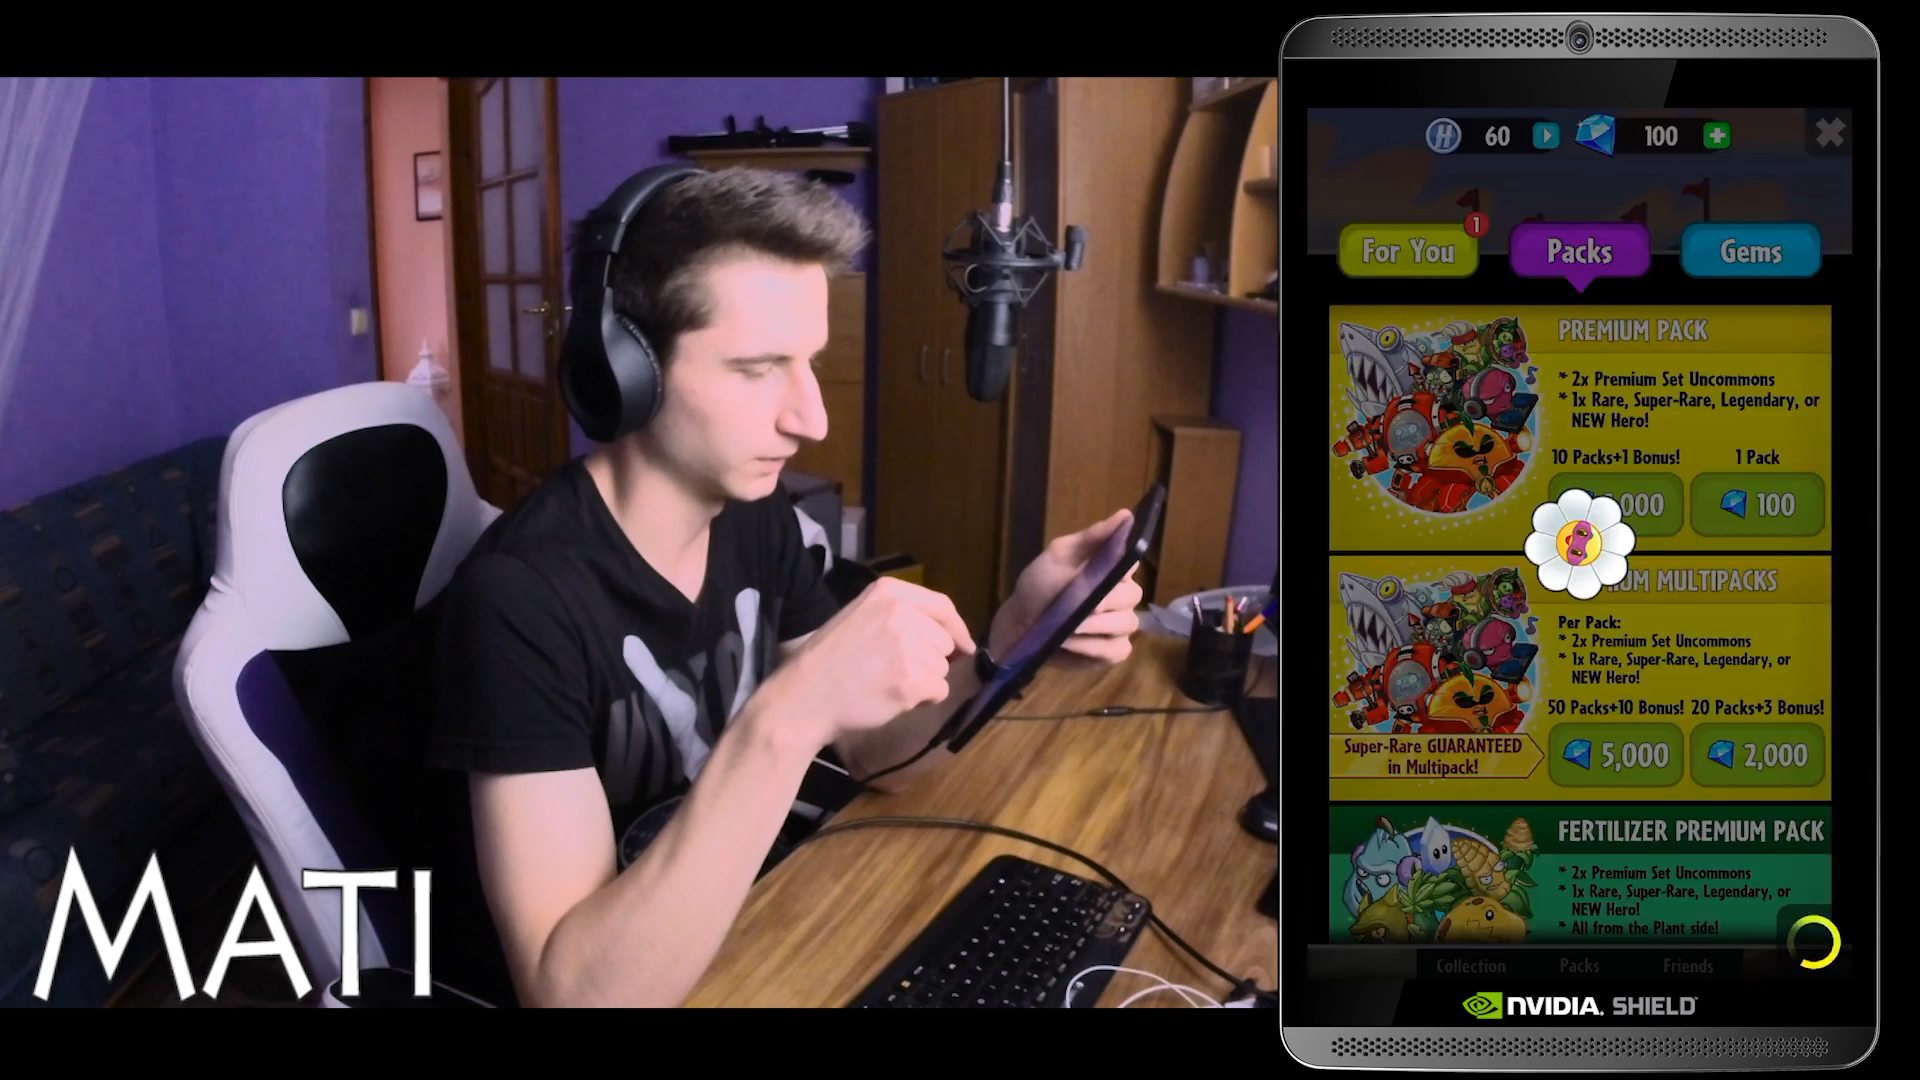 MATI
60
100
For You
1
Packs
Gems
PREMIUM PACK
* 2x Premium Set Uncommons
* 1x Rare, Super-Rare, Legendary, or
NEW Hero!
10 Packs+1 Bonus!
1 Pack
000
100
MULTIPACKS
Per Pack:
* 2x Premium Set Uncommons
* 1x Rare, Super-Rare, Legendary, or
NEW Hero!
50 Packs+10 Bonus!
20 Packs+3 Bonus!
Super-Rare GUARANTEED
in Multipack!
5,000
2,000
FERTILIZER PREMIUM PACK
* 2x Premium Set Uncommons
* 1x Rare, Super-Rare, Legendary, or
NEW Hero!
* All from the Plant side!
Collection
Packs
Friends
NVIDIA. SHIELD